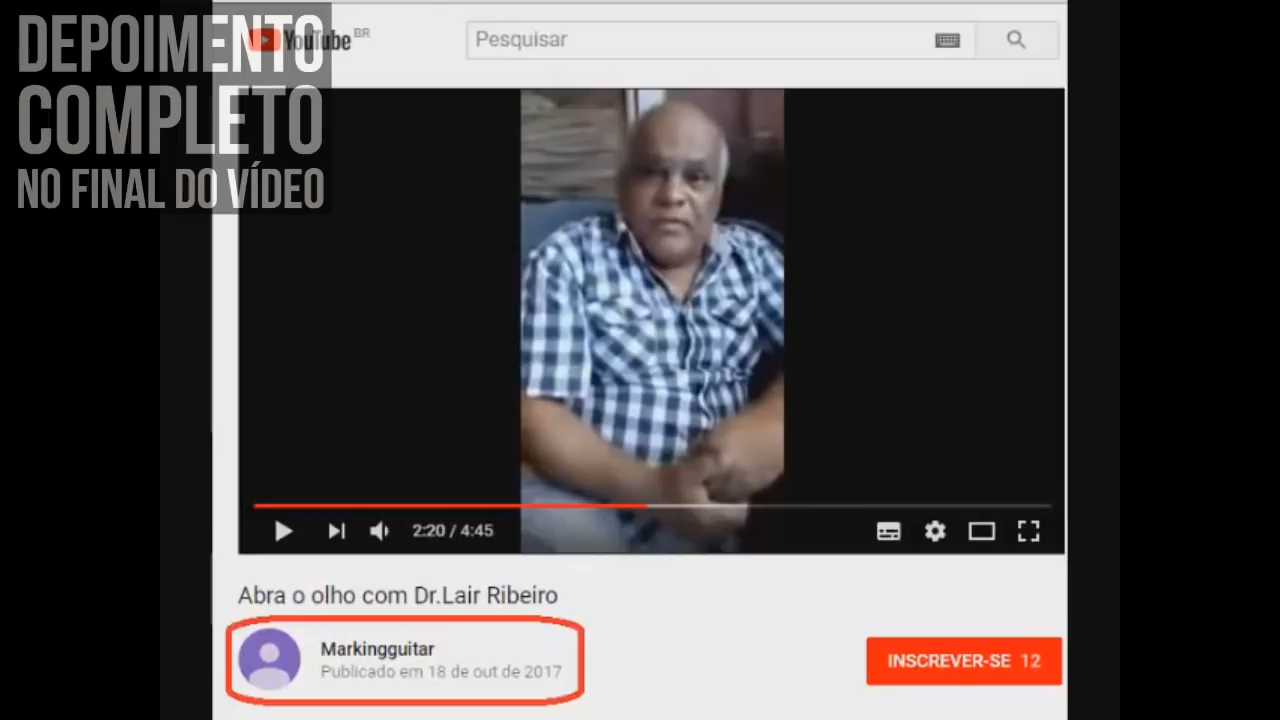 DEPOIMENTO
COMPLETO
NO FINAL DO VÍDEO
YouTube BR
Pesquisar
2:20 / 4:45
Abra o olho com Dr.Lair Ribeiro
Markingguitar
Publicado em 18 de out de 2017
INSCREVER-SE 12